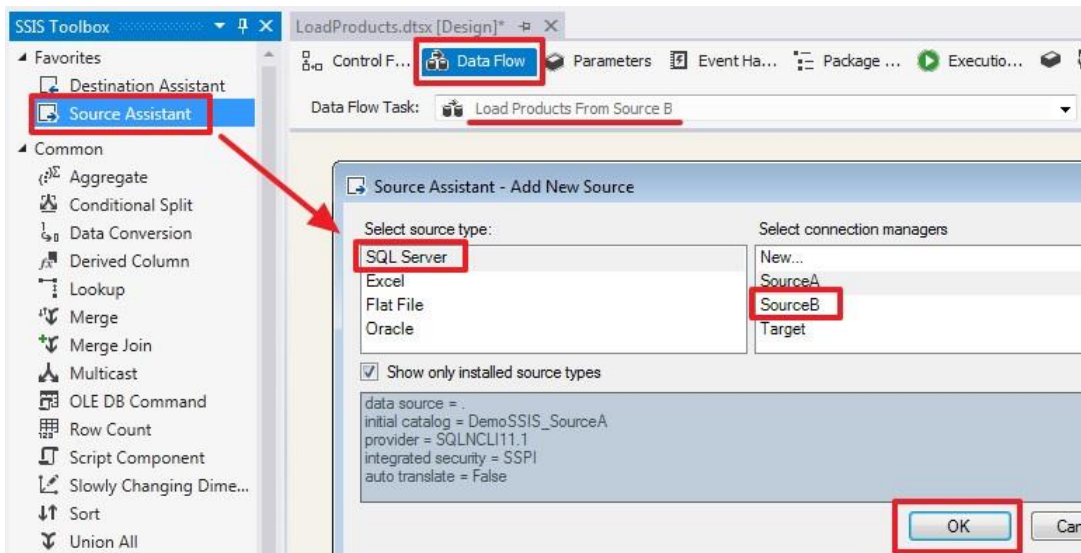 SSIS Toolbox
LoadProducts.dtsx [Design]*
Favorites
Destination Assistant
Source Assistant
Common
Aggregate
Conditional Split
Data Conversion
Derived Column
Lookup
Merge
Merge Join
Multicast
OLE DB Command
Row Count
Script Component
Slowly Changing Dime...
Sort
Union All
Control F... Data Flow Parameters Event Ha... Package ... Executio...
Data Flow Task: Load Products From Source B
Source Assistant - Add New Source
Select source type:
SQL Server
Excel
Flat File
Oracle
Select connection managers
New...
SourceA
SourceB
Target
Show only installed source types
data source = .
initial catalog = DemoSSIS_SourceA
provider = SQLNCLI11.1
integrated security = SSPI
auto translate = False
OK Can